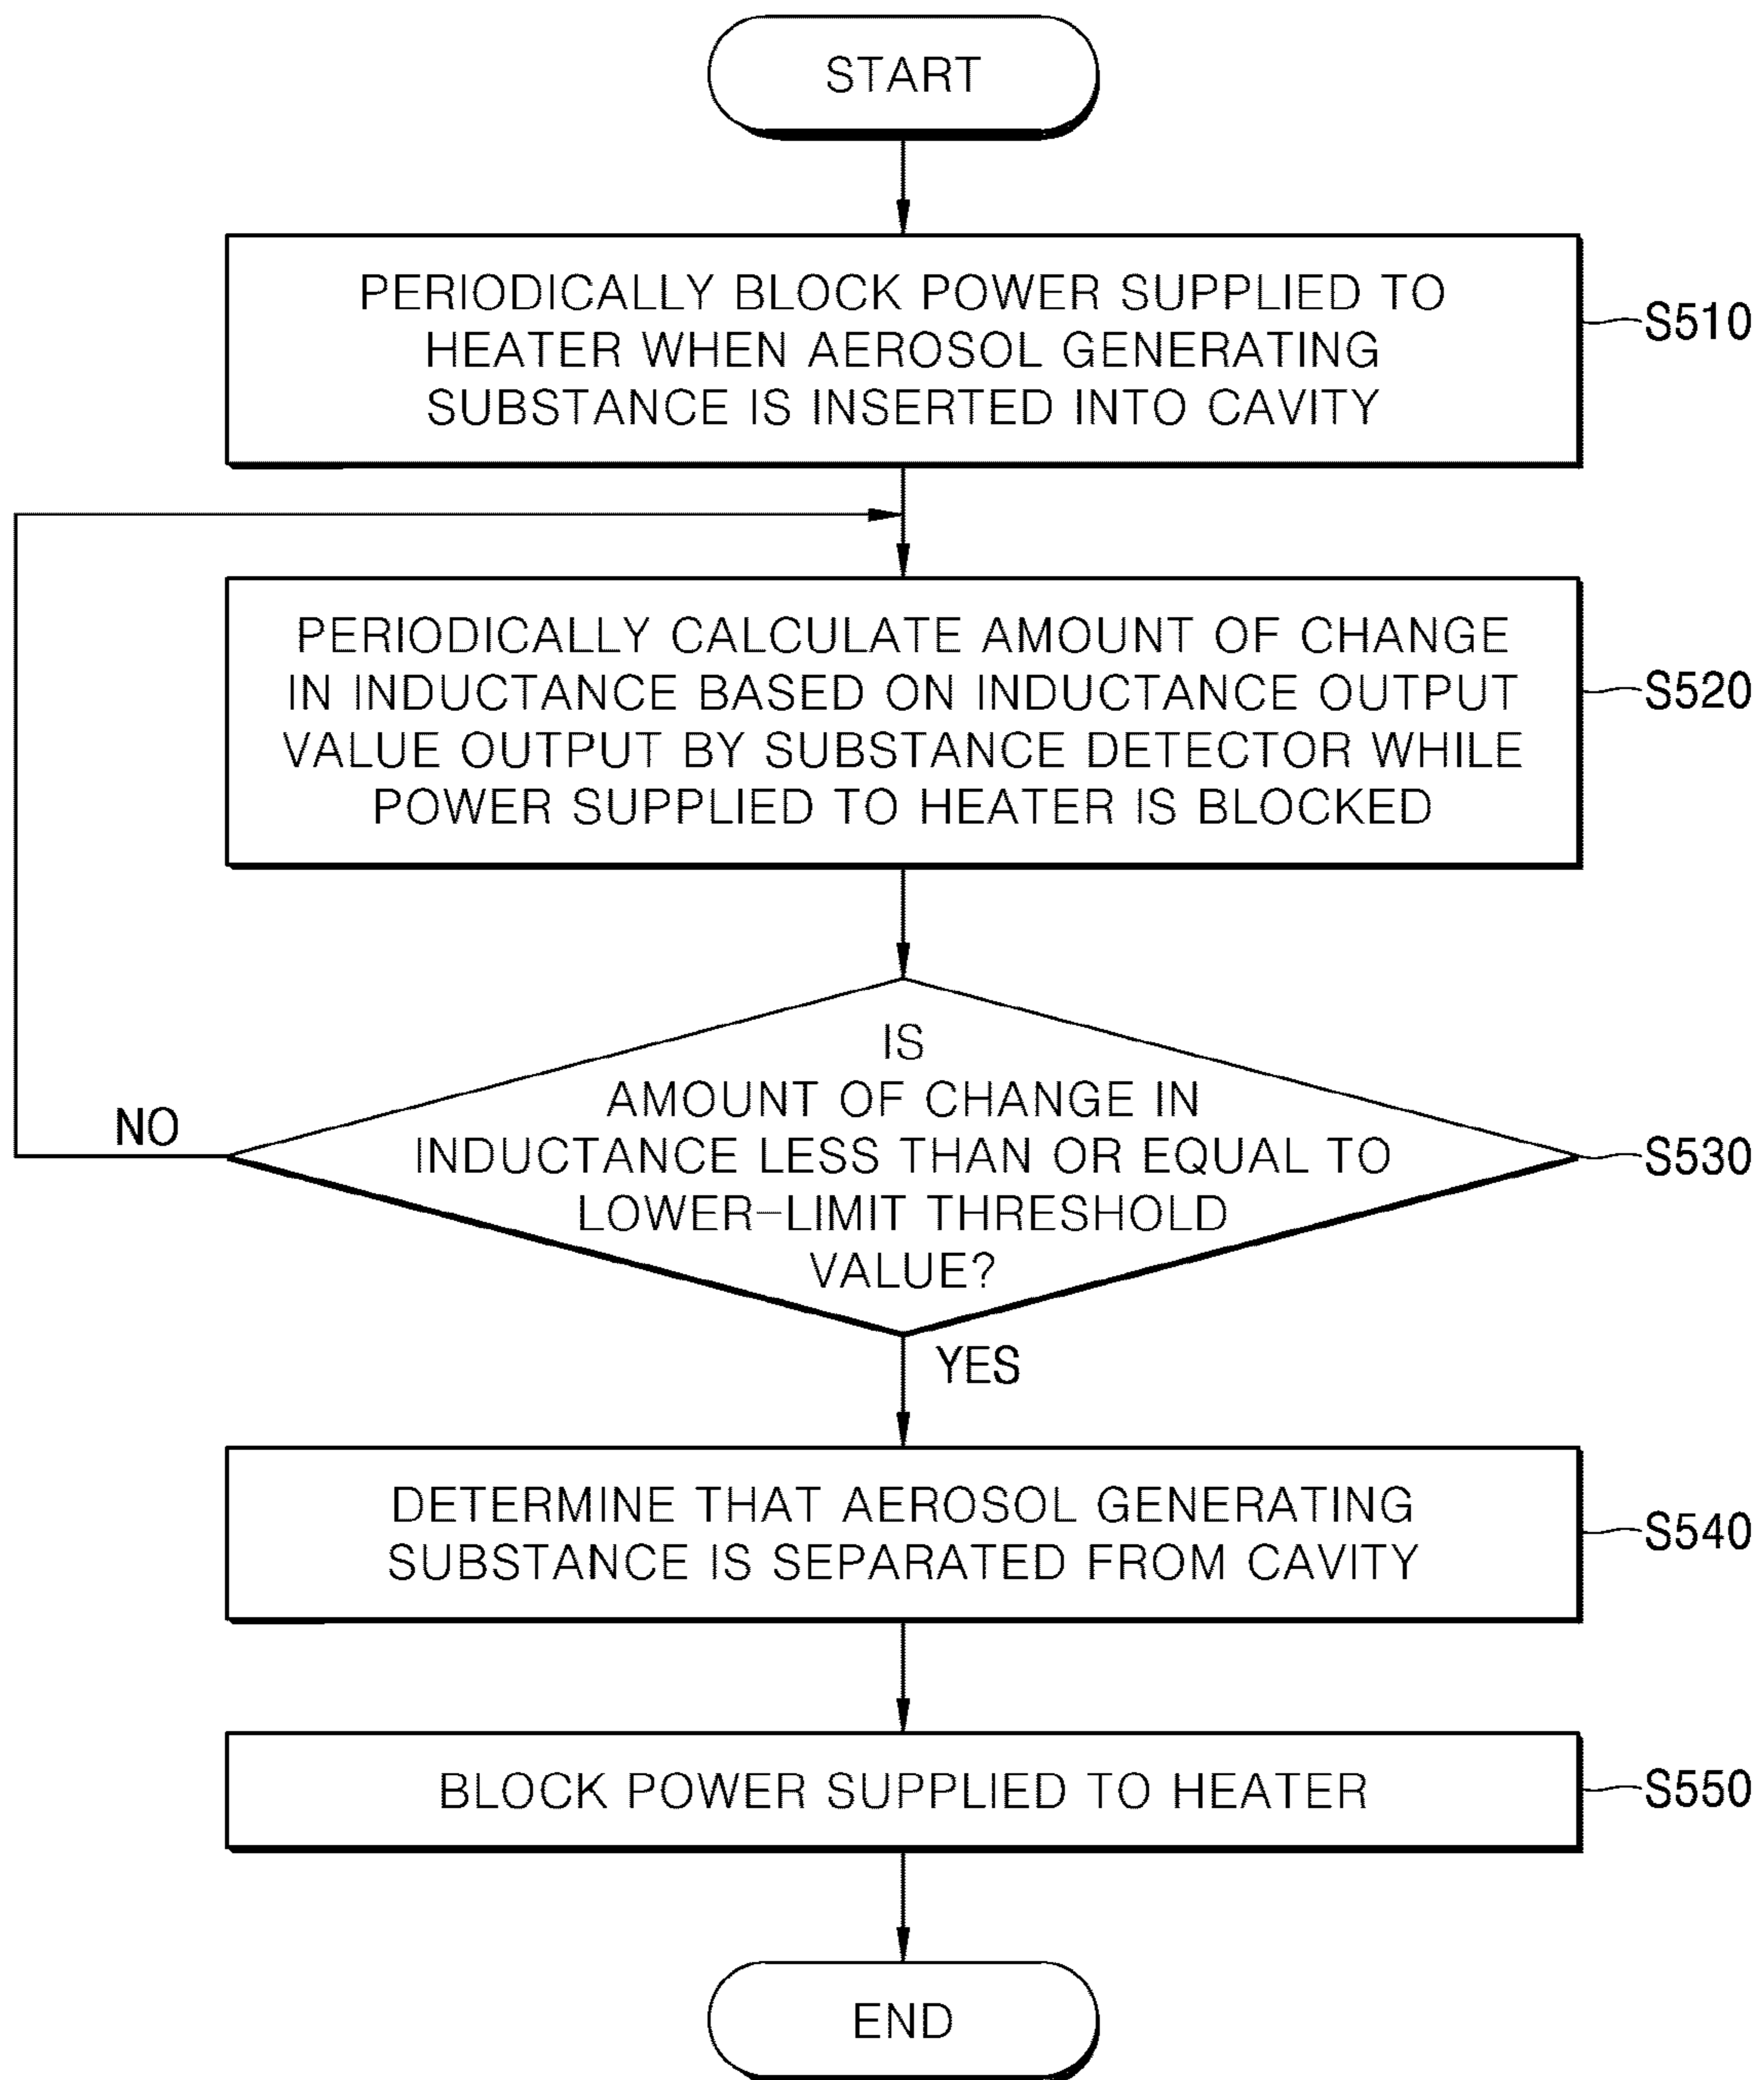 START
PERIODICALLY BLOCK POWER SUPPLIED TO
HEATER WHEN AEROSOL GENERATING
SUBSTANCE IS INSERTED INTO CAVITY
S510
PERIODICALLY CALCULATE AMOUNT OF CHANGE
IN INDUCTANCE BASED ON INDUCTANCE OUTPUT
VALUE OUTPUT BY SUBSTANCE DETECTOR WHILE
POWER SUPPLIED TO HEATER IS BLOCKED
S520
IS
AMOUNT OF CHANGE IN
INDUCTANCE LESS THAN OR EQUAL TO
LOWER-LIMIT THRESHOLD
VALUE?
S530
NO
YES
DETERMINE THAT AEROSOL GENERATING
SUBSTANCE IS SEPARATED FROM CAVITY
S540
BLOCK POWER SUPPLIED TO HEATER
S550
END